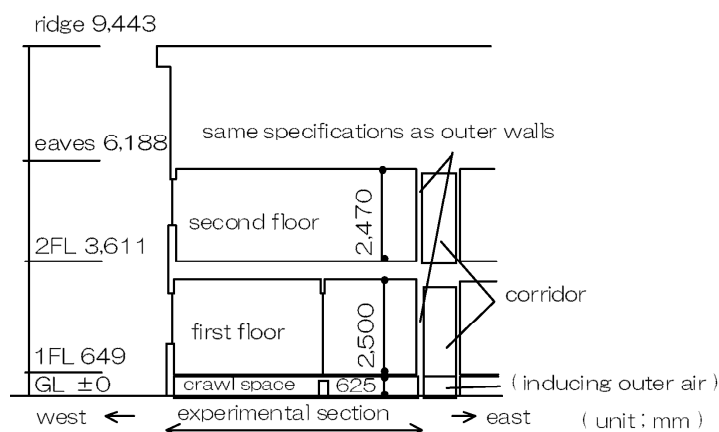 ridge 9,443
same specifications as outer walls
eaves 6,188
second floor
2,470
2FL 3,611
corridor
first floor
2,500
1FL 649
GL ±0
crawl space
625
(inducing outer air)
west
experimental section
east
(unit; mm)